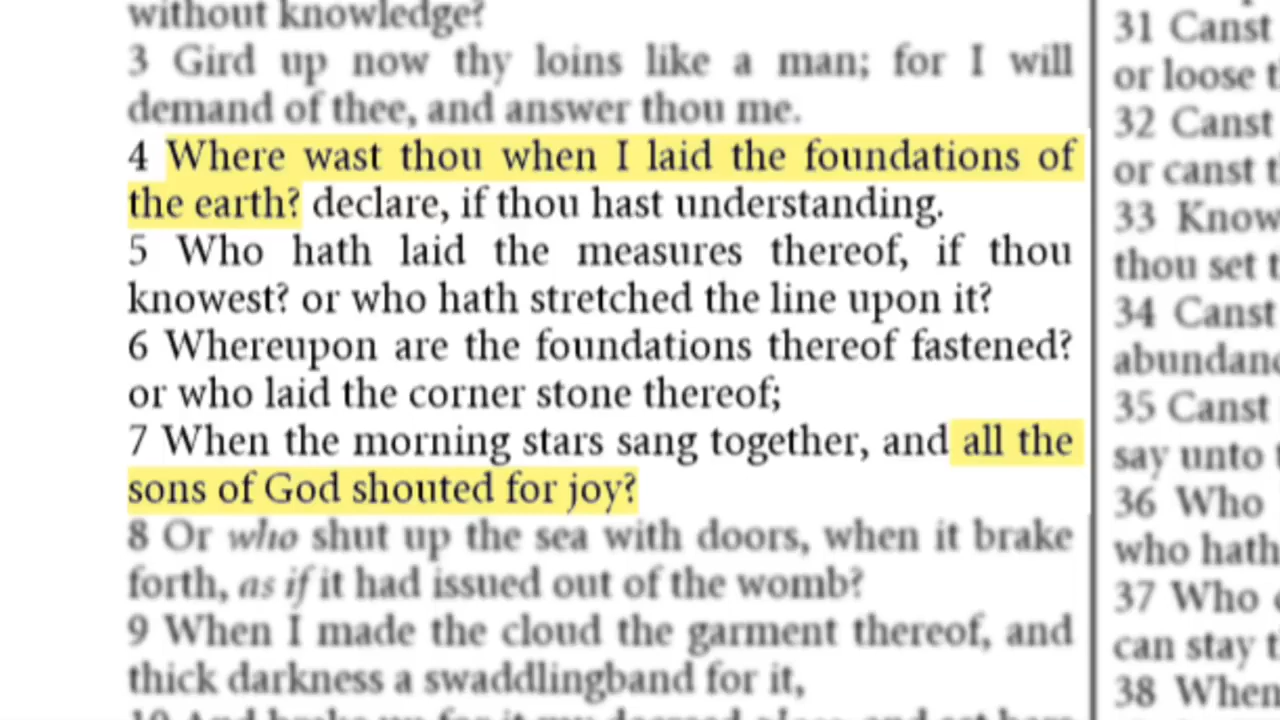 without knowledge?
3 Gird up now thy loins like a man; for I will
demand of thee, and answer thou me.
4 Where wast thou when I laid the foundations of
the earth? declare, if thou hast understanding.
5 Who hath laid the measures thereof, if thou
knowest? or who hath stretched the line upon it?
6 Whereupon are the foundations thereof fastened?
or who laid the corner stone thereof;
7 When the morning stars sang together, and all the
sons of God shouted for joy?
8 Or who shut up the sea with doors, when it brake
forth, as if it had issued out of the womb?
9 When I made the cloud the garment thereof, and
thick darkness a swaddlingband for it,
31 Canst
or loose
32 Canst
or canst
33 Know
thou set
34 Canst
abundanc
35 Canst
say unto
36 Who
who hath
37 Who
can stay
38 When